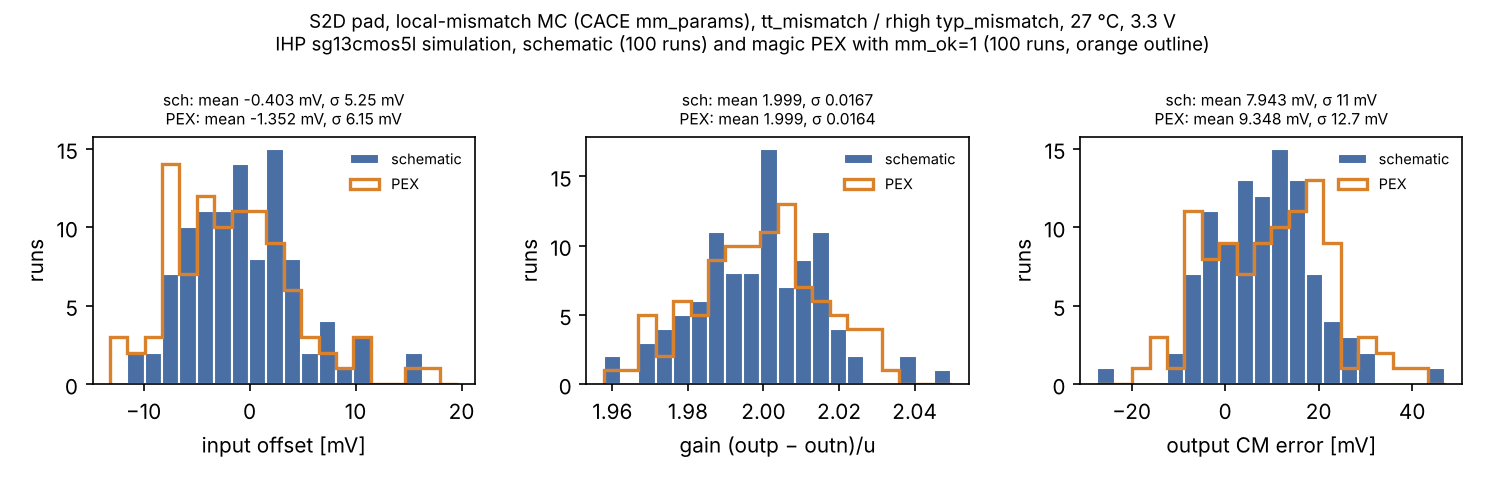 S2D pad, local-mismatch MC (CACE mm_params), tt_mismatch / rhigh typ_mismatch, 27 °C, 3.3 V
IHP sg13cmos5l simulation, schematic (100 runs) and magic PEX with mm_ok=1 (100 runs, orange outline)
sch: mean -0.403 mV, σ 5.25 mV
PEX: mean -1.352 mV, σ 6.15 mV
schematic
PEX
15
10
5
0
runs
−10 0 10 20
input offset [mV]
sch: mean 1.999, σ 0.0167
PEX: mean 1.999, σ 0.0164
schematic
PEX
15
10
5
0
runs
1.96 1.98 2.00 2.02 2.04
gain (outp − outn)/u
sch: mean 7.943 mV, σ 11 mV
PEX: mean 9.348 mV, σ 12.7 mV
schematic
PEX
15
10
5
0
runs
−20 0 20 40
output CM error [mV]